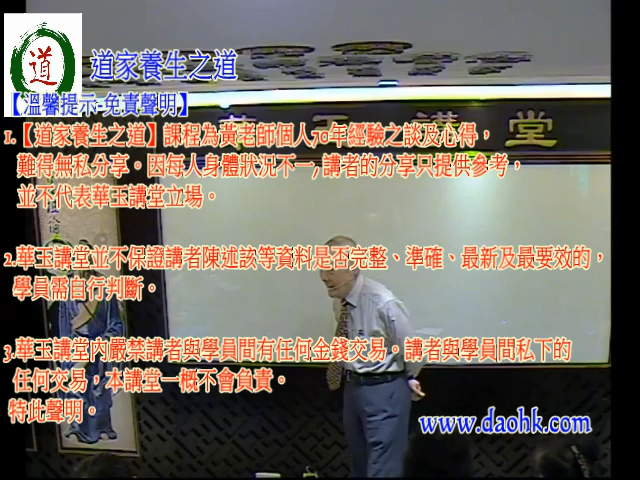 道
道家養生之道
【溫馨提示-免責聲明】
華玉講堂
1.【道家養生之道】課程為黃老師個人70年經驗之談及心得，
難得無私分享。因每人身體狀況不一, 講者的分享只提供參考，
並不代表華玉講堂立場。
2.華玉講堂並不保證講者陳述該等資料是否完整、準確、最新及最要效的，
學員需自行判斷。
3.華玉講堂內嚴禁講者與學員間有任何金錢交易。講者與學員間私下的
任何交易，本講堂一概不會負責。
特此聲明。
www.daohk.com